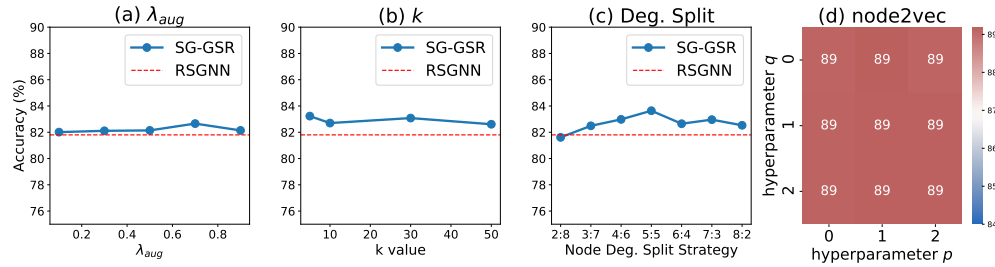 (a) λaug
90
88
86
84
82
80
78
76
Accuracy (%)
SG-GSR
RSGNN
0.2 0.4 0.6 0.8
λaug
(b) k
90
88
86
84
82
80
78
76
SG-GSR
RSGNN
10 20 30 40 50
k value
(c) Deg. Split
90
88
86
84
82
80
78
76
SG-GSR
RSGNN
2:8 3:7 4:6 5:5 6:4 7:3 8:2
Node Deg. Split Strategy
(d) node2vec
hyperparameter q
0 89 89 89
1 89 89 89
2 89 89 89
0 1 2
hyperparameter p
89
88
87
86
85
84